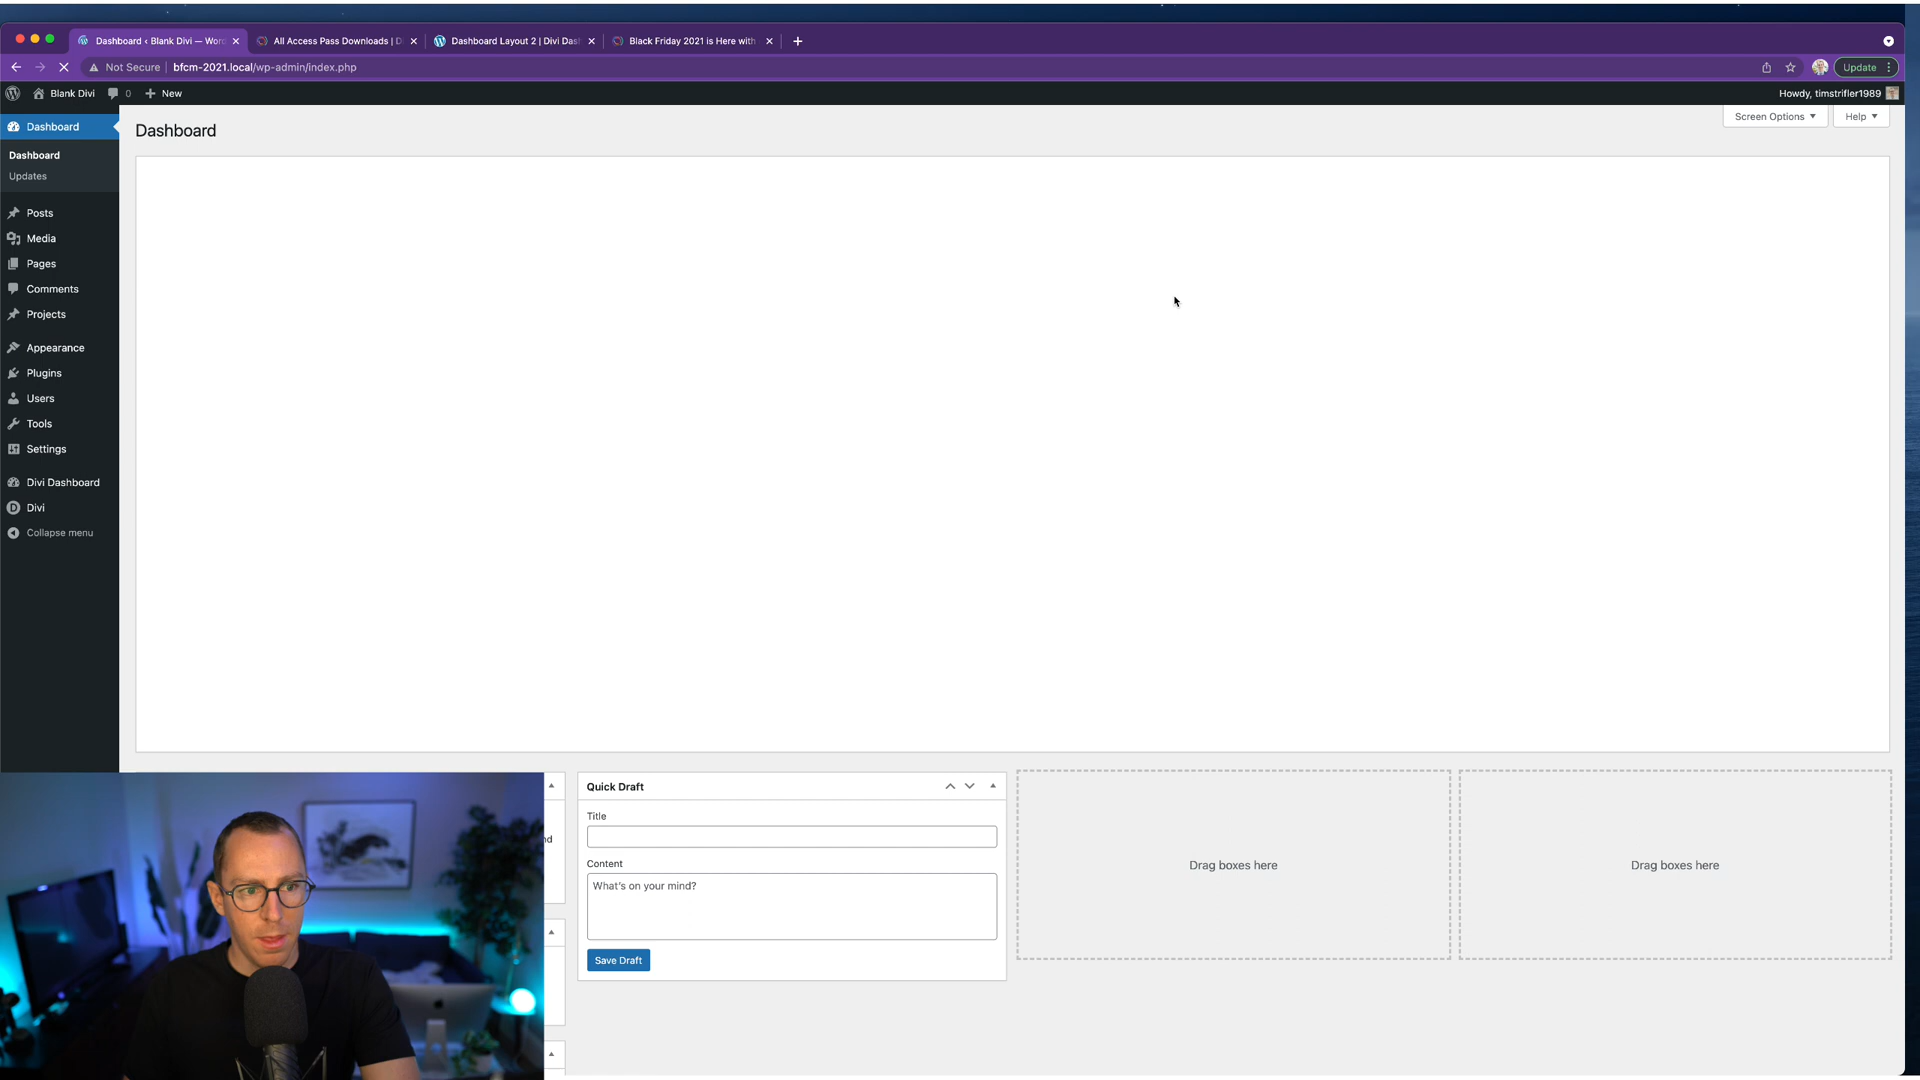 Dashboard ‹ Blank Divi — Wor
All Access Pass Downloads | D
Dashboard Layout 2 | Divi Das
Black Friday 2021 is Here with
Not Secure | bfcm-2021.local/wp-admin/index.php
Update
Blank Divi
0
New
Howdy, timstrifler1989
Dashboard
Dashboard
Screen Options
Help
Dashboard
Updates
Posts
Media
Pages
Comments
Projects
Appearance
Plugins
Users
Tools
Settings
Divi Dashboard
Divi
Collapse menu
Quick Draft
Title
nd
Content
What's on your mind?
Save Draft
Drag boxes here
Drag boxes here